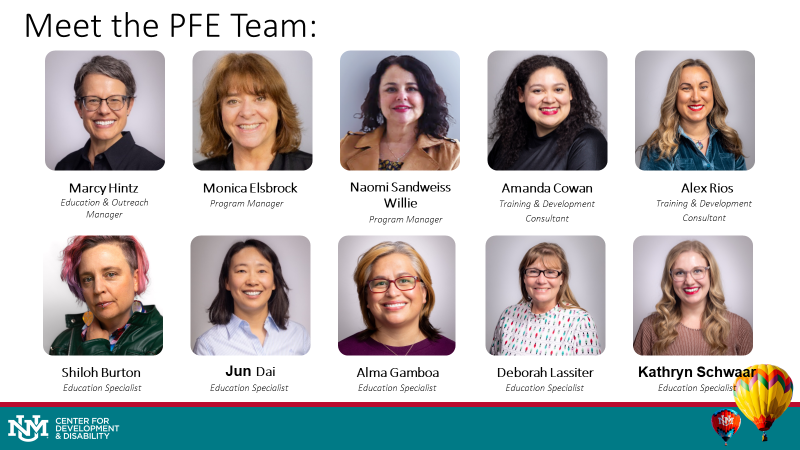 Meet the PFE Team:
Marcy Hintz
Education & Outreach
Manager
Monica Elsbrock
Program Manager
Naomi Sandweiss
Willie
Program Manager
Amanda Cowan
Training & Development
Consultant
Alex Rios
Training & Development
Consultant
Shiloh Burton
Education Specialist
Jun Dai
Education Specialist
Alma Gamboa
Education Specialist
Deborah Lassiter
Education Specialist
Kathryn Schwaar
Education Specialist
UNM
CENTER FOR
DEVELOPMENT
& DISABILITY